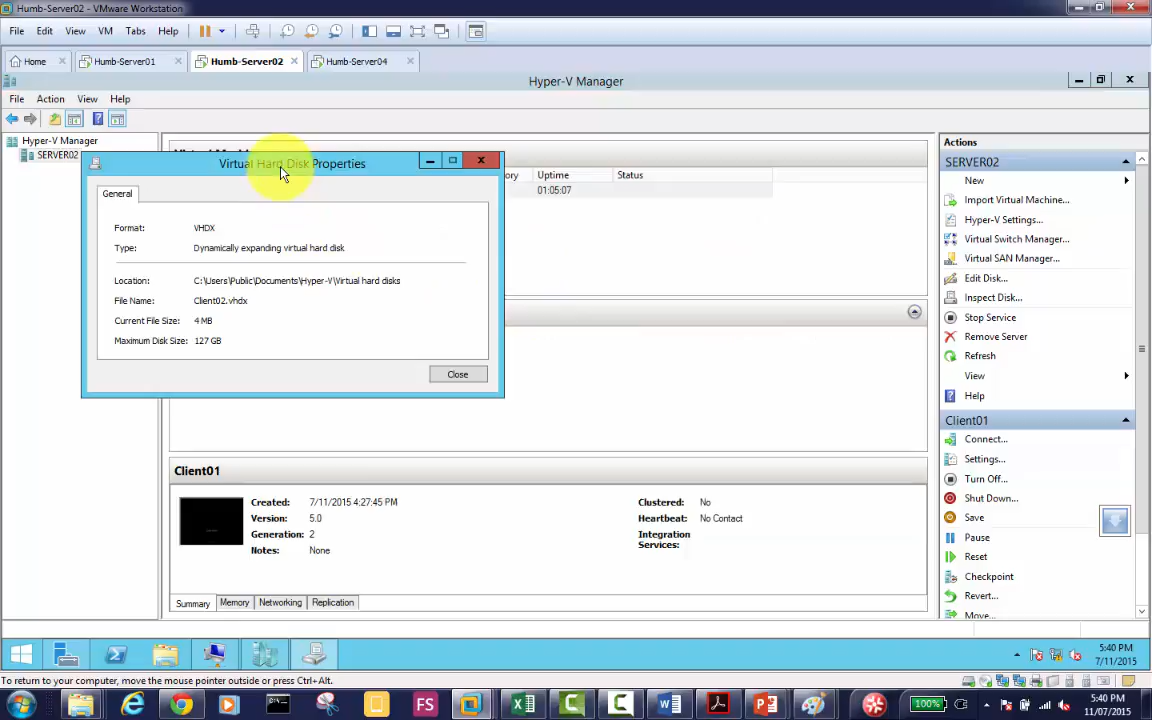 Humb-Server02 - VMware Workstation
File Edit View VM Tabs Help
Home Humb-Server01 Humb-Server02 Humb-Server04
Hyper-V Manager
File Action View Help
Hyper-V Manager
SERVER02
Uptime Status
01:05:07
Virtual Hard Disk Properties
General
Format: VHDX
Type: Dynamically expanding virtual hard disk
Location: C:\Users\Public\Documents\Hyper-V\Virtual hard disks
File Name: Client02.vhdx
Current File Size: 4 MB
Maximum Disk Size: 127 GB
Close
Client01
Created: 7/11/2015 4:27:45 PM
Version: 5.0
Generation: 2
Notes: None
Clustered: No
Heartbeat: No Contact
Integration
Services:
Summary Memory Networking Replication
Actions
SERVER02
New
Import Virtual Machine...
Hyper-V Settings...
Virtual Switch Manager...
Virtual SAN Manager...
Edit Disk...
Inspect Disk...
Stop Service
Remove Server
Refresh
View
Help
Client01
Connect...
Settings...
Turn Off...
Shut Down...
Save
Pause
Reset
Checkpoint
Revert...
Move...
5:40 PM
7/11/2015
To return to your computer, move the mouse pointer outside or press Ctrl+Alt.
FS
100%
5:40 PM
11/07/2015